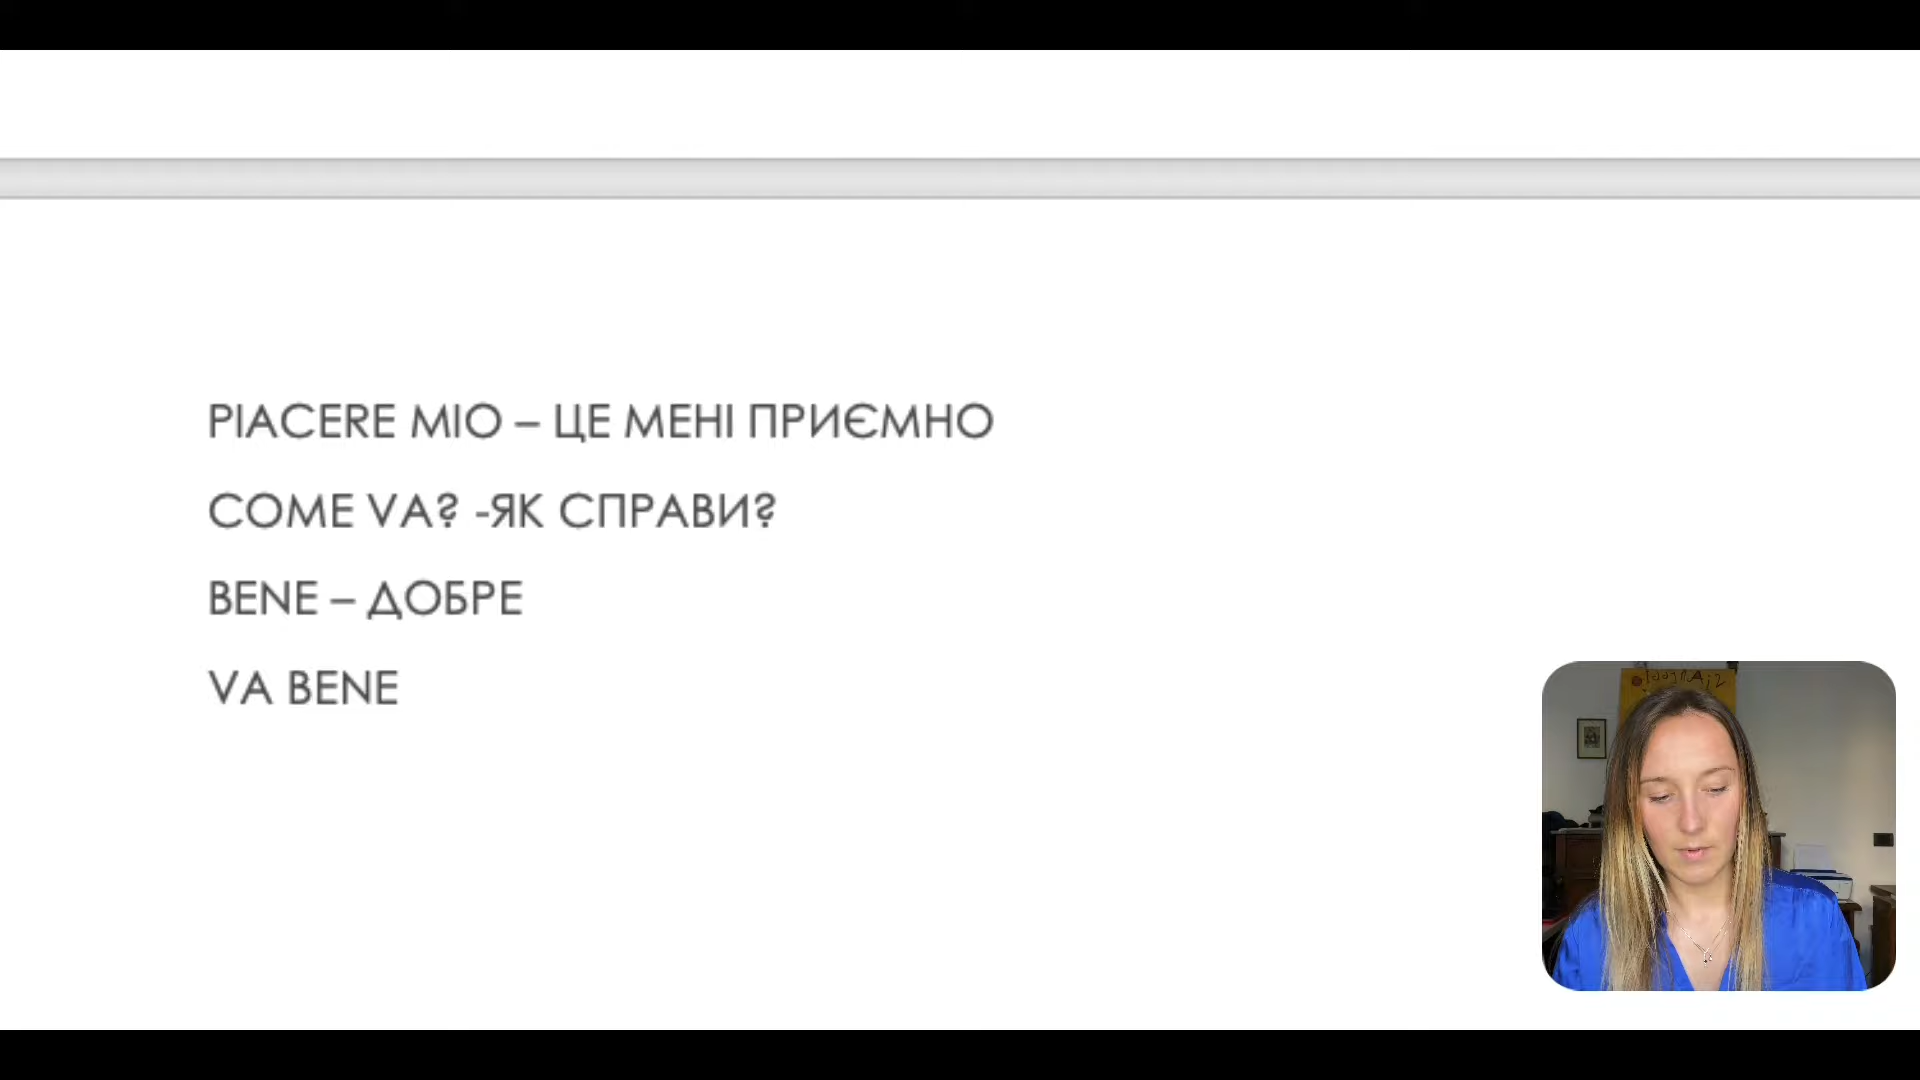 PIACERE MIO – ЦЕ МЕНІ ПРИЄМНО
COME VA? -ЯК СПРАВИ?
BENE – ДОБРЕ
VA BENE